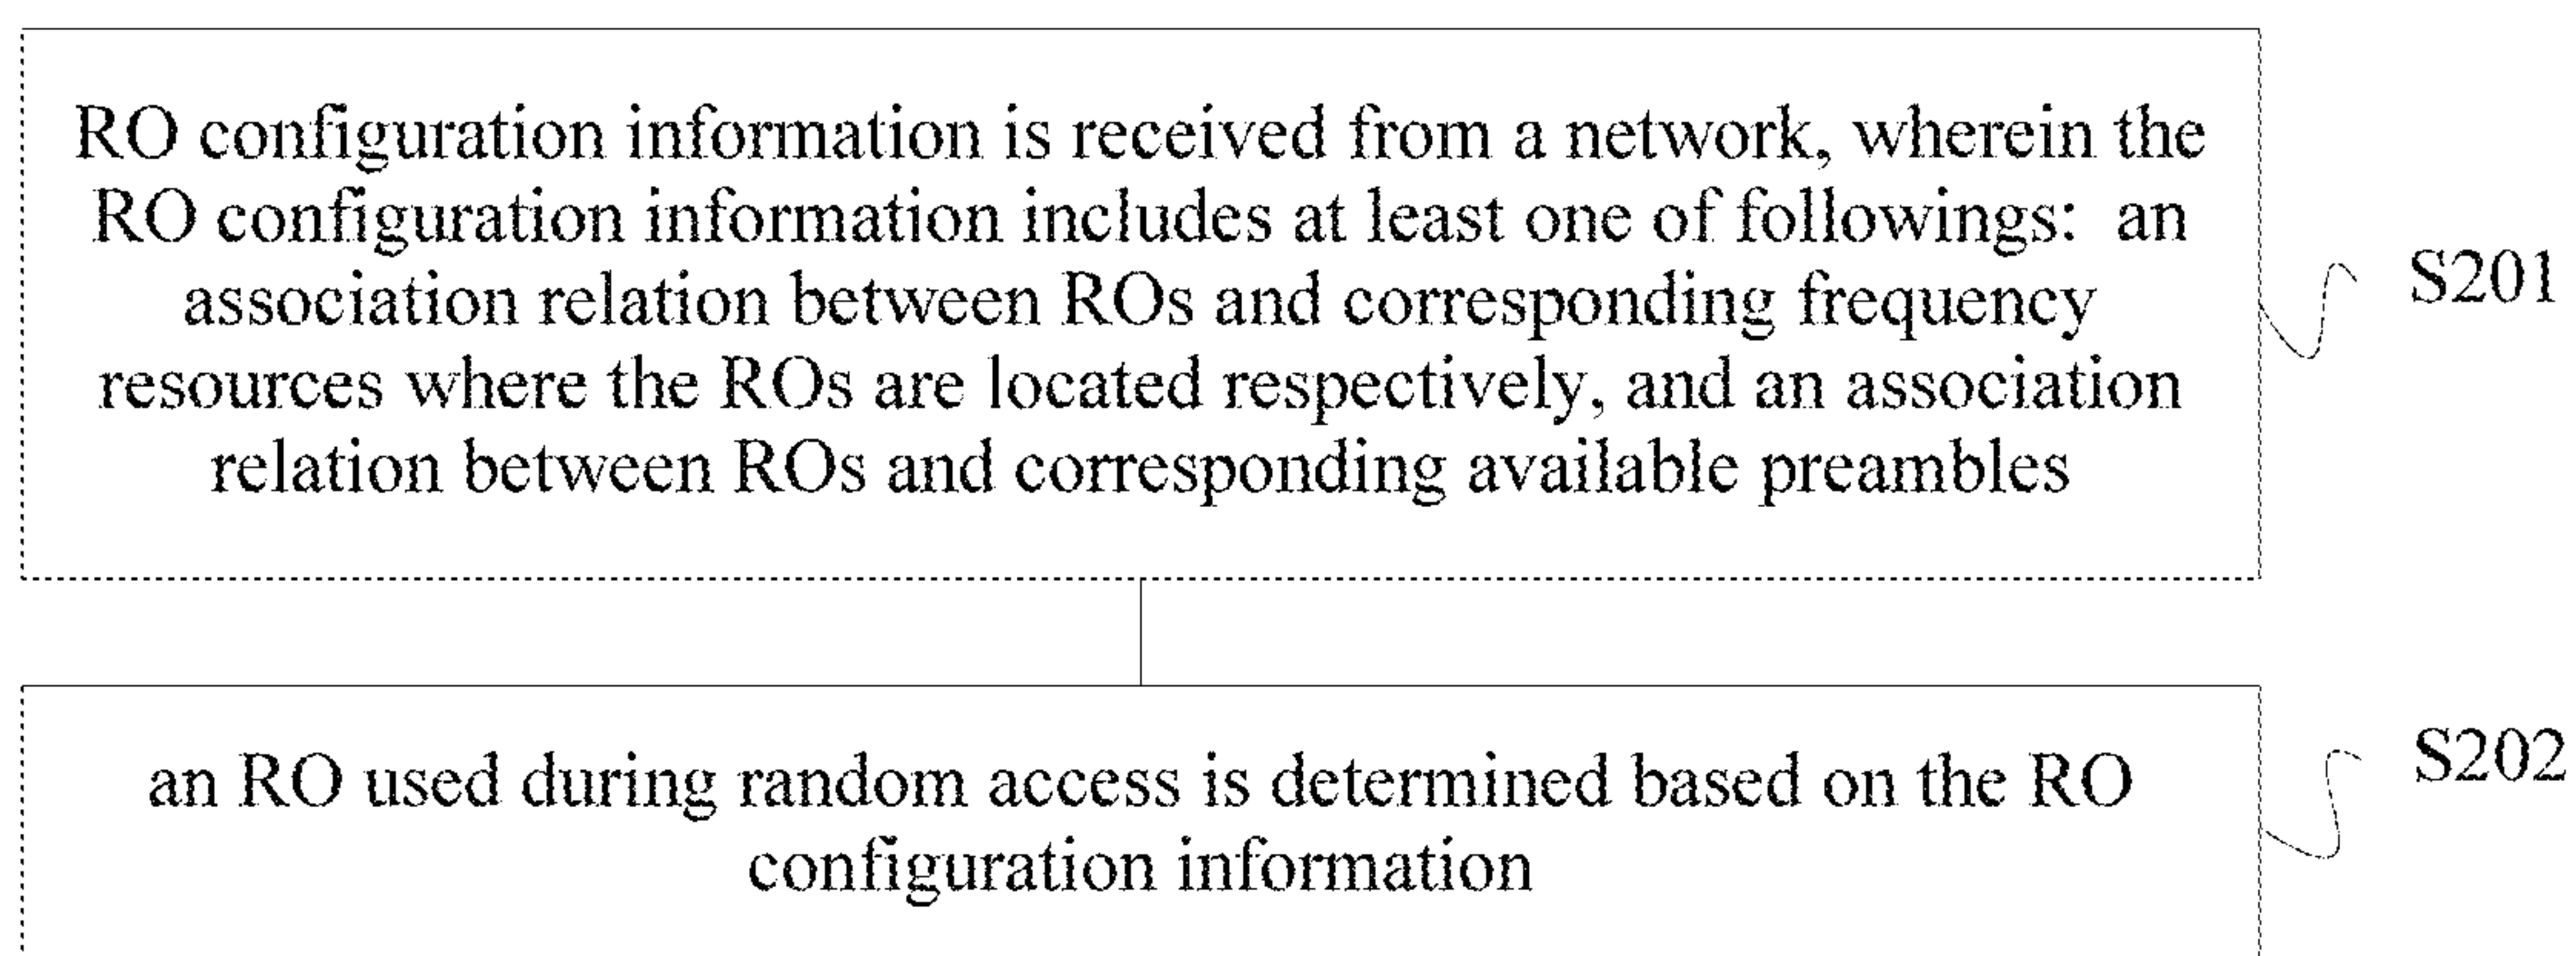 RO configuration information is received from a network, wherein the
RO configuration information includes at least one of followings: an
association relation between ROs and corresponding frequency
resources where the ROs are located respectively, and an association
relation between ROs and corresponding available preambles
S201
an RO used during random access is determined based on the RO
configuration information
S202